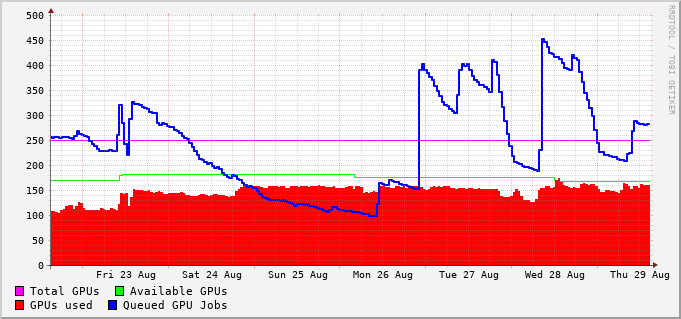 500
450
400
350
300
250
200
150
100
50
0
Fri 23 Aug Sat 24 Aug Sun 25 Aug Mon 26 Aug Tue 27 Aug Wed 28 Aug Thu 29 Aug
Total GPUs Available GPUs
GPUs used Queued GPU Jobs
RRDTOOL / TOBI OETIKER